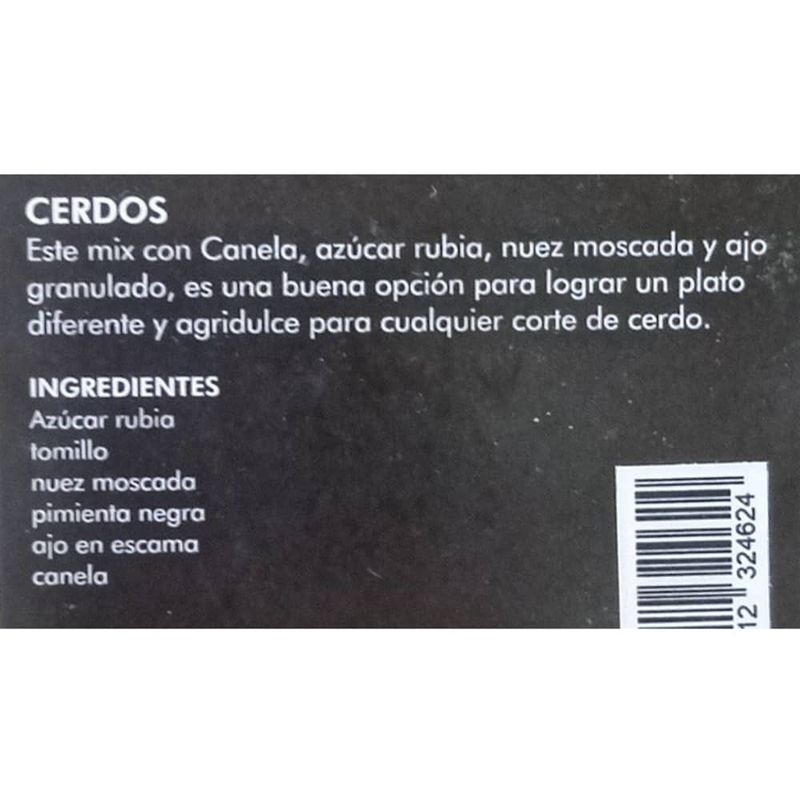 CERDOS
Este mix con Canela, azúcar rubia, nuez moscada y ajo
granulado, es una buena opción para lograr un plato
diferente y agridulce para cualquier corte de cerdo.
INGREDIENTES
Azúcar rubia
tomillo
nuez moscada
pimienta negra
ajo en escama
canela
12 324624